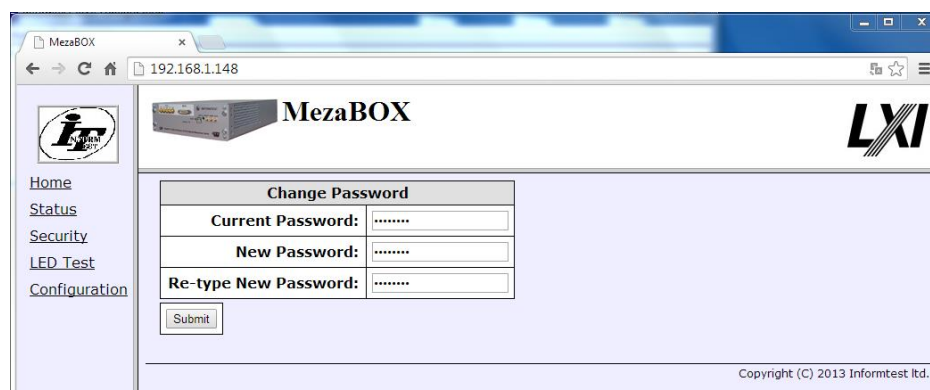 MezaBOX
192.168.1.148
MezaBOX
LXI
Home
Status
Security
LED Test
Configuration
Change Password
Current Password: ••••••••
New Password: ••••••••
Re-type New Password: ••••••••
Submit
Copyright (C) 2013 Informtest ltd.